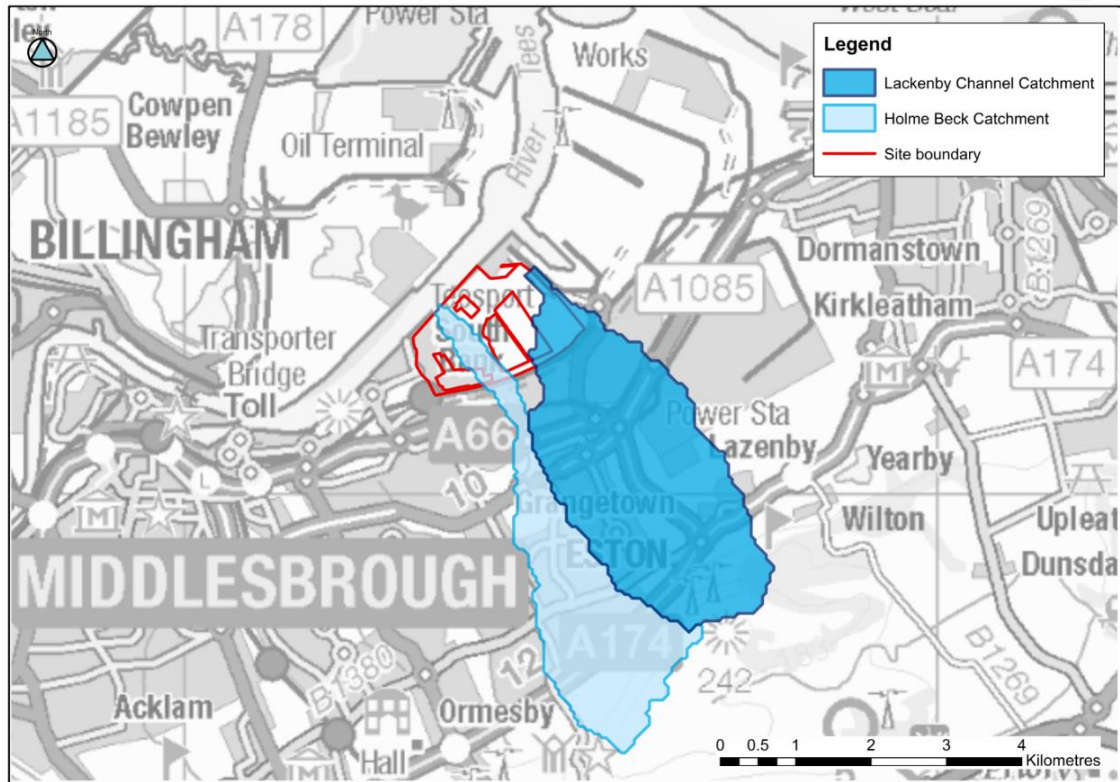 North
A178
Power Sta
Works
Cowpen
Bewley
A1185
Oil Terminal
River
Tees
BILLINGHAM
Transporter
Bridge
Toll
Teesport
South
Bank
A1085
Dormanstown
Kirkleatham
B1269
A174
A66
Power Sta
Lazenby
Yearby
10
Grangetown
L
M
M
Wilton
ESTON
Dunsda
MIDDLESBROUGH
A174
12
B1380
242
B1269
Acklam
Ormesby
Hall
Legend
Lackenby Channel Catchment
Holme Beck Catchment
Site boundary
0 0.5 1 2 3 4
Kilometres